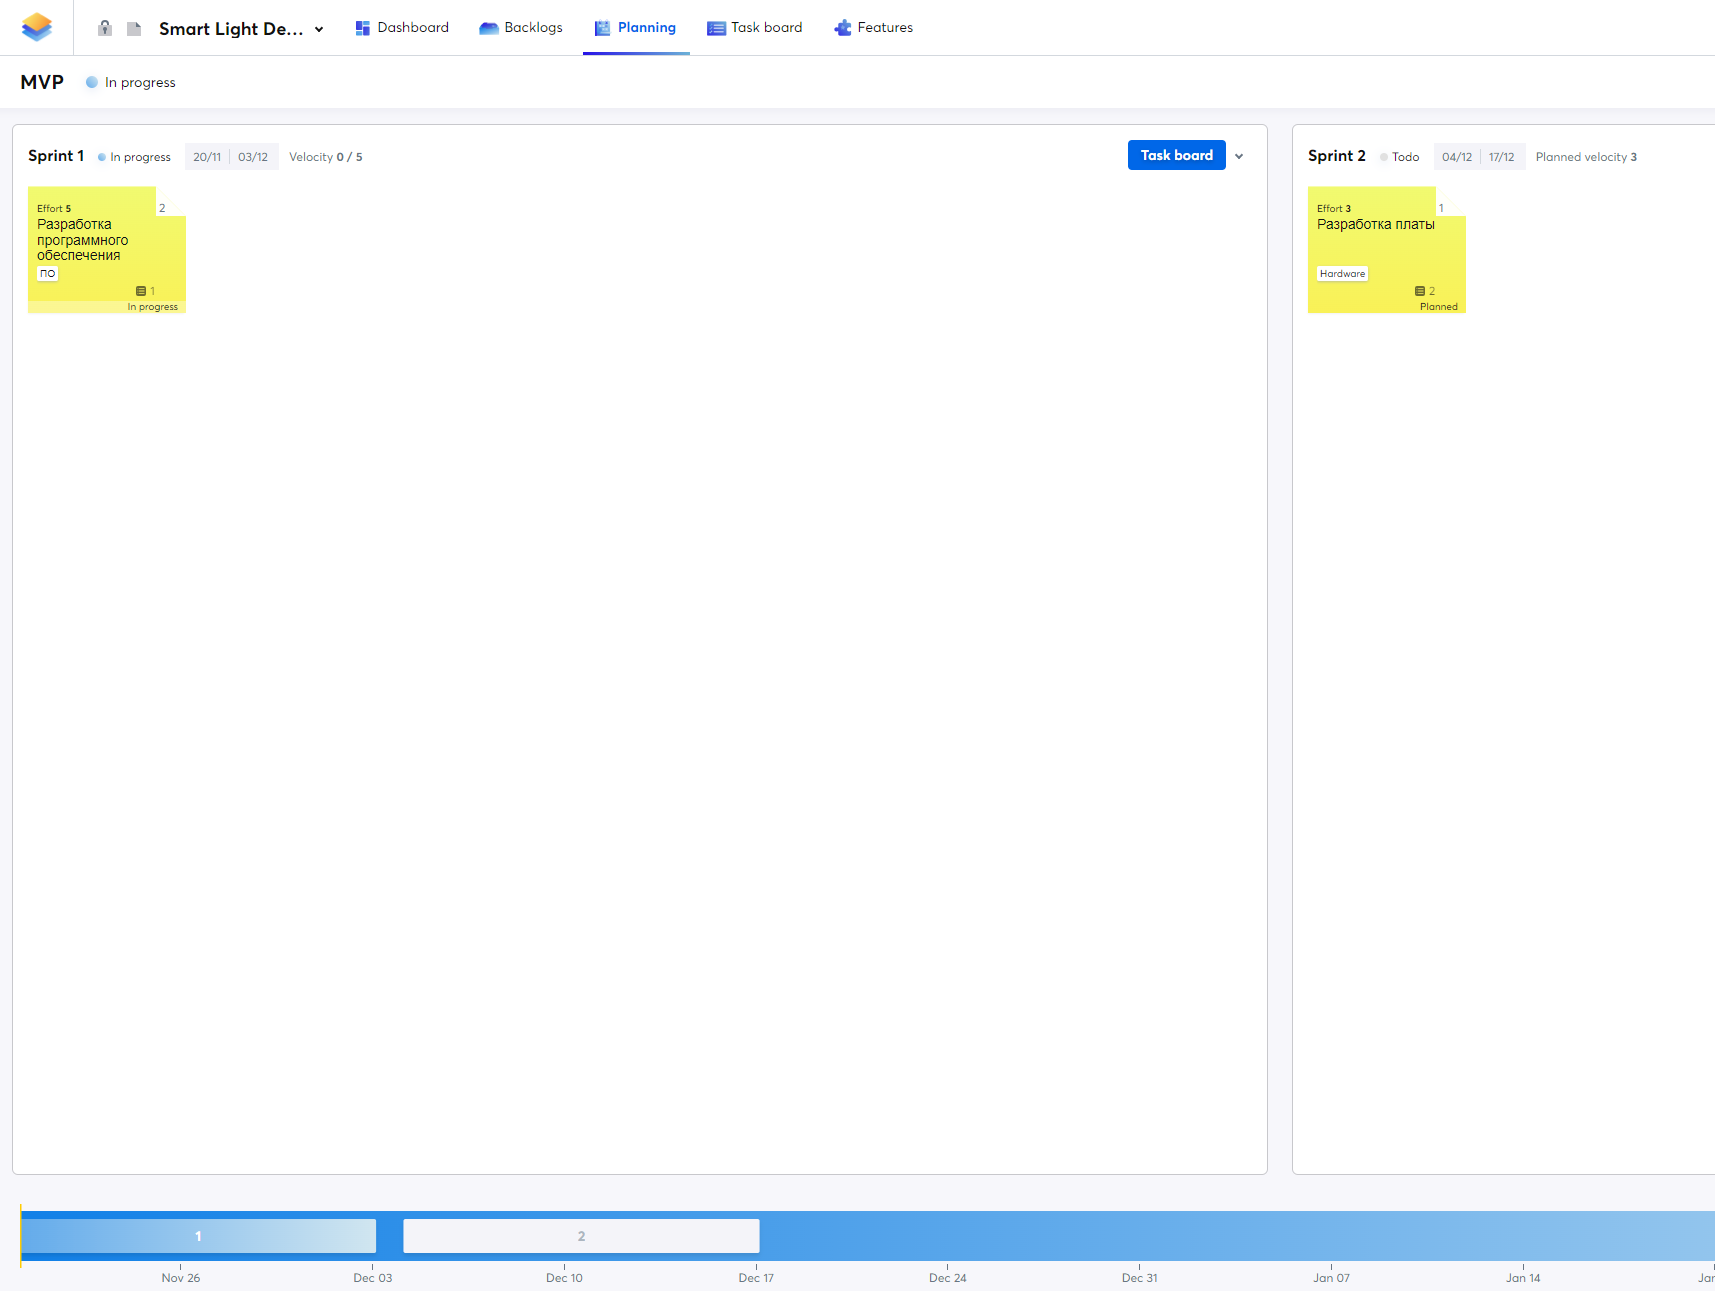 Smart Light De...
Dashboard
Backlogs
Planning
Task board
Features
MVP
In progress
Sprint 1
In progress
20/11
03/12
Velocity 0 / 5
Task board
Effort 5
2
Разработка
программного
обеспечения
ПО
1
In progress
Sprint 2
Todo
04/12
17/12
Planned velocity 3
Effort 3
1
Разработка платы
Hardware
2
Planned
1
2
Nov 26
Dec 03
Dec 10
Dec 17
Dec 24
Dec 31
Jan 07
Jan 14
Jan